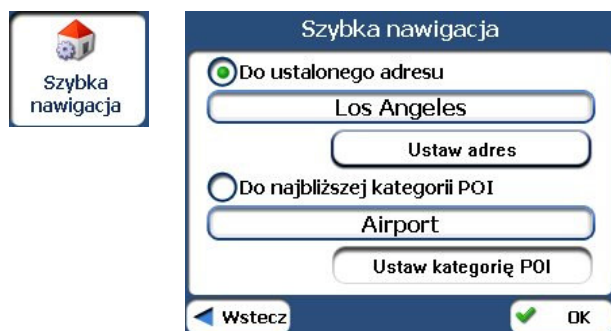 Szybka
nawigacja
Szybka nawigacja
Do ustalonego adresu
Los Angeles
Ustaw adres
Do najbliższej kategorii POI
Airport
Ustaw kategorię POI
Wstecz
OK